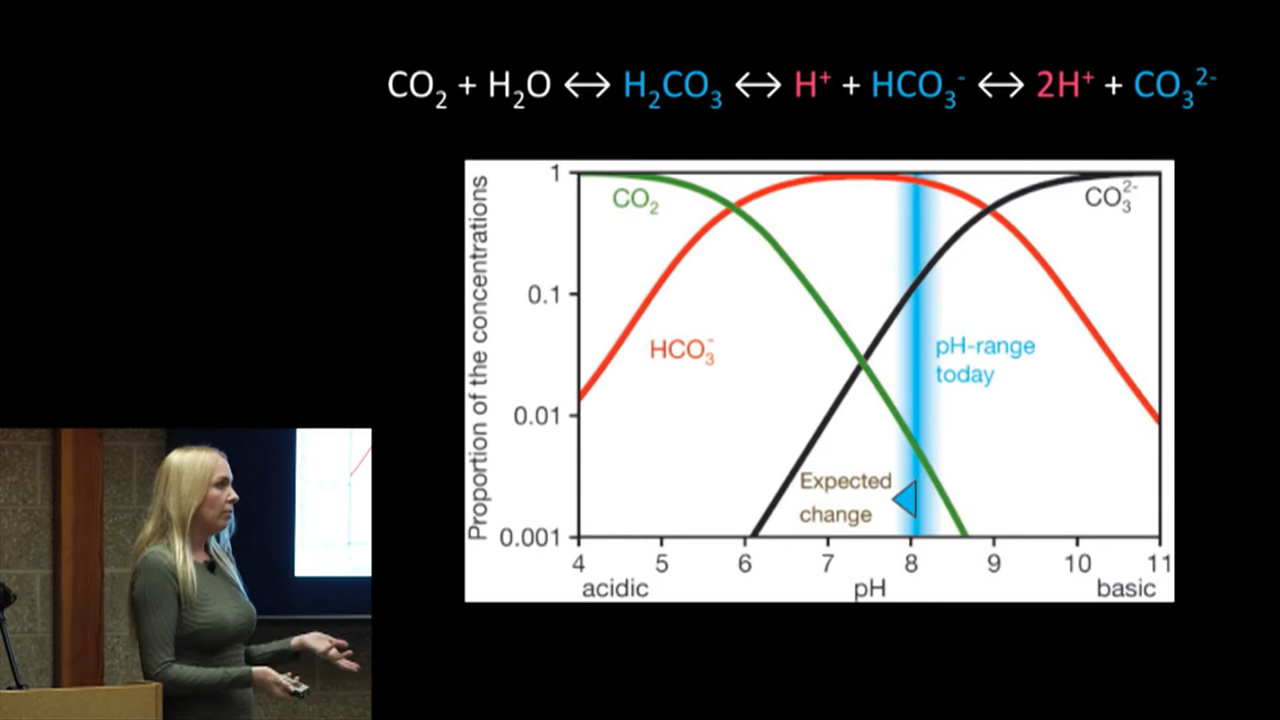 CO₂ + H₂O ↔ H₂CO₃ ↔ H⁺ + HCO₃⁻ ↔ 2H⁺ + CO₃²⁻
Proportion of the concentrations
1
0.1
0.01
0.001
CO₂
CO₃²⁻
HCO₃⁻
pH-range
today
Expected
change
4 5 6 7 8 9 10 11
acidic pH basic